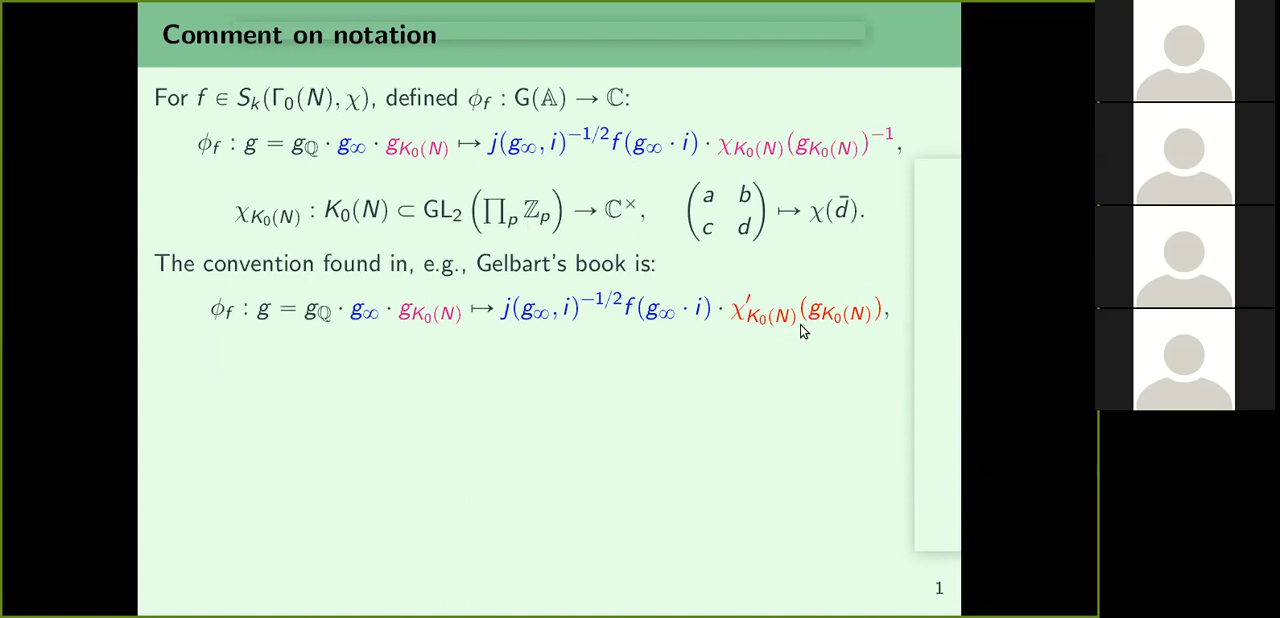 Comment on notation
For f ∈ S_k(Γ_0(N), χ), defined ϕ_f : G(𝔸) → ℂ:
ϕ_f : g = g_ℚ · g_∞ · g_{K_0(N)} ↦ j(g_∞, i)^{−1/2} f(g_∞ · i) · χ_{K_0(N)}(g_{K_0(N)})^{−1},
χ_{K_0(N)} : K_0(N) ⊂ GL_2 (∏_p ℤ_p) → ℂ^×, (a b; c d) ↦ χ(d̄).
The convention found in, e.g., Gelbart's book is:
ϕ_f : g = g_ℚ · g_∞ · g_{K_0(N)} ↦ j(g_∞, i)^{−1/2} f(g_∞ · i) · χ′_{K_0(N)}(g_{K_0(N)}),
1